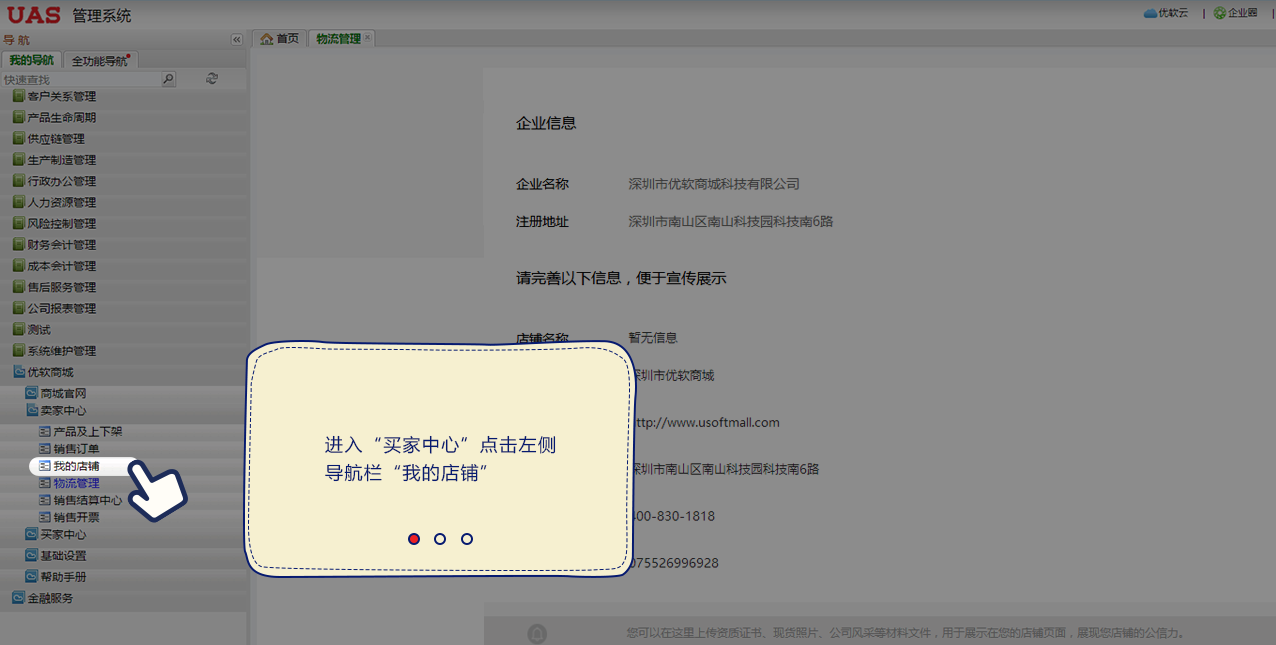 UAS 管理系统
优软云 | 企业圈 |
导航
首页
物流管理
我的导航
全功能导航
快速查找
客户关系管理
产品生命周期
供应链管理
生产制造管理
行政办公管理
人力资源管理
风险控制管理
财务会计管理
成本会计管理
售后服务管理
公司报表管理
测试
系统维护管理
优软商城
商城官网
卖家中心
产品及上下架
销售订单
我的店铺
物流管理
销售结算中心
销售开票
买家中心
基础设置
帮助手册
金融服务
企业信息
企业名称 深圳市优软商城科技有限公司
注册地址 深圳市南山区南山科技园科技南6路
请完善以下信息，便于宣传展示
店铺名称 暂无信息
深圳市优软商城
http://www.usoftmall.com
深圳市南山区南山科技园科技南6路
400-830-1818
075526996928
进入“买家中心”点击左侧
导航栏“我的店铺”
您可以在这里上传资质证书、现货照片、公司风采等材料文件，用于展示在您的店铺页面，展现您店铺的公信力。